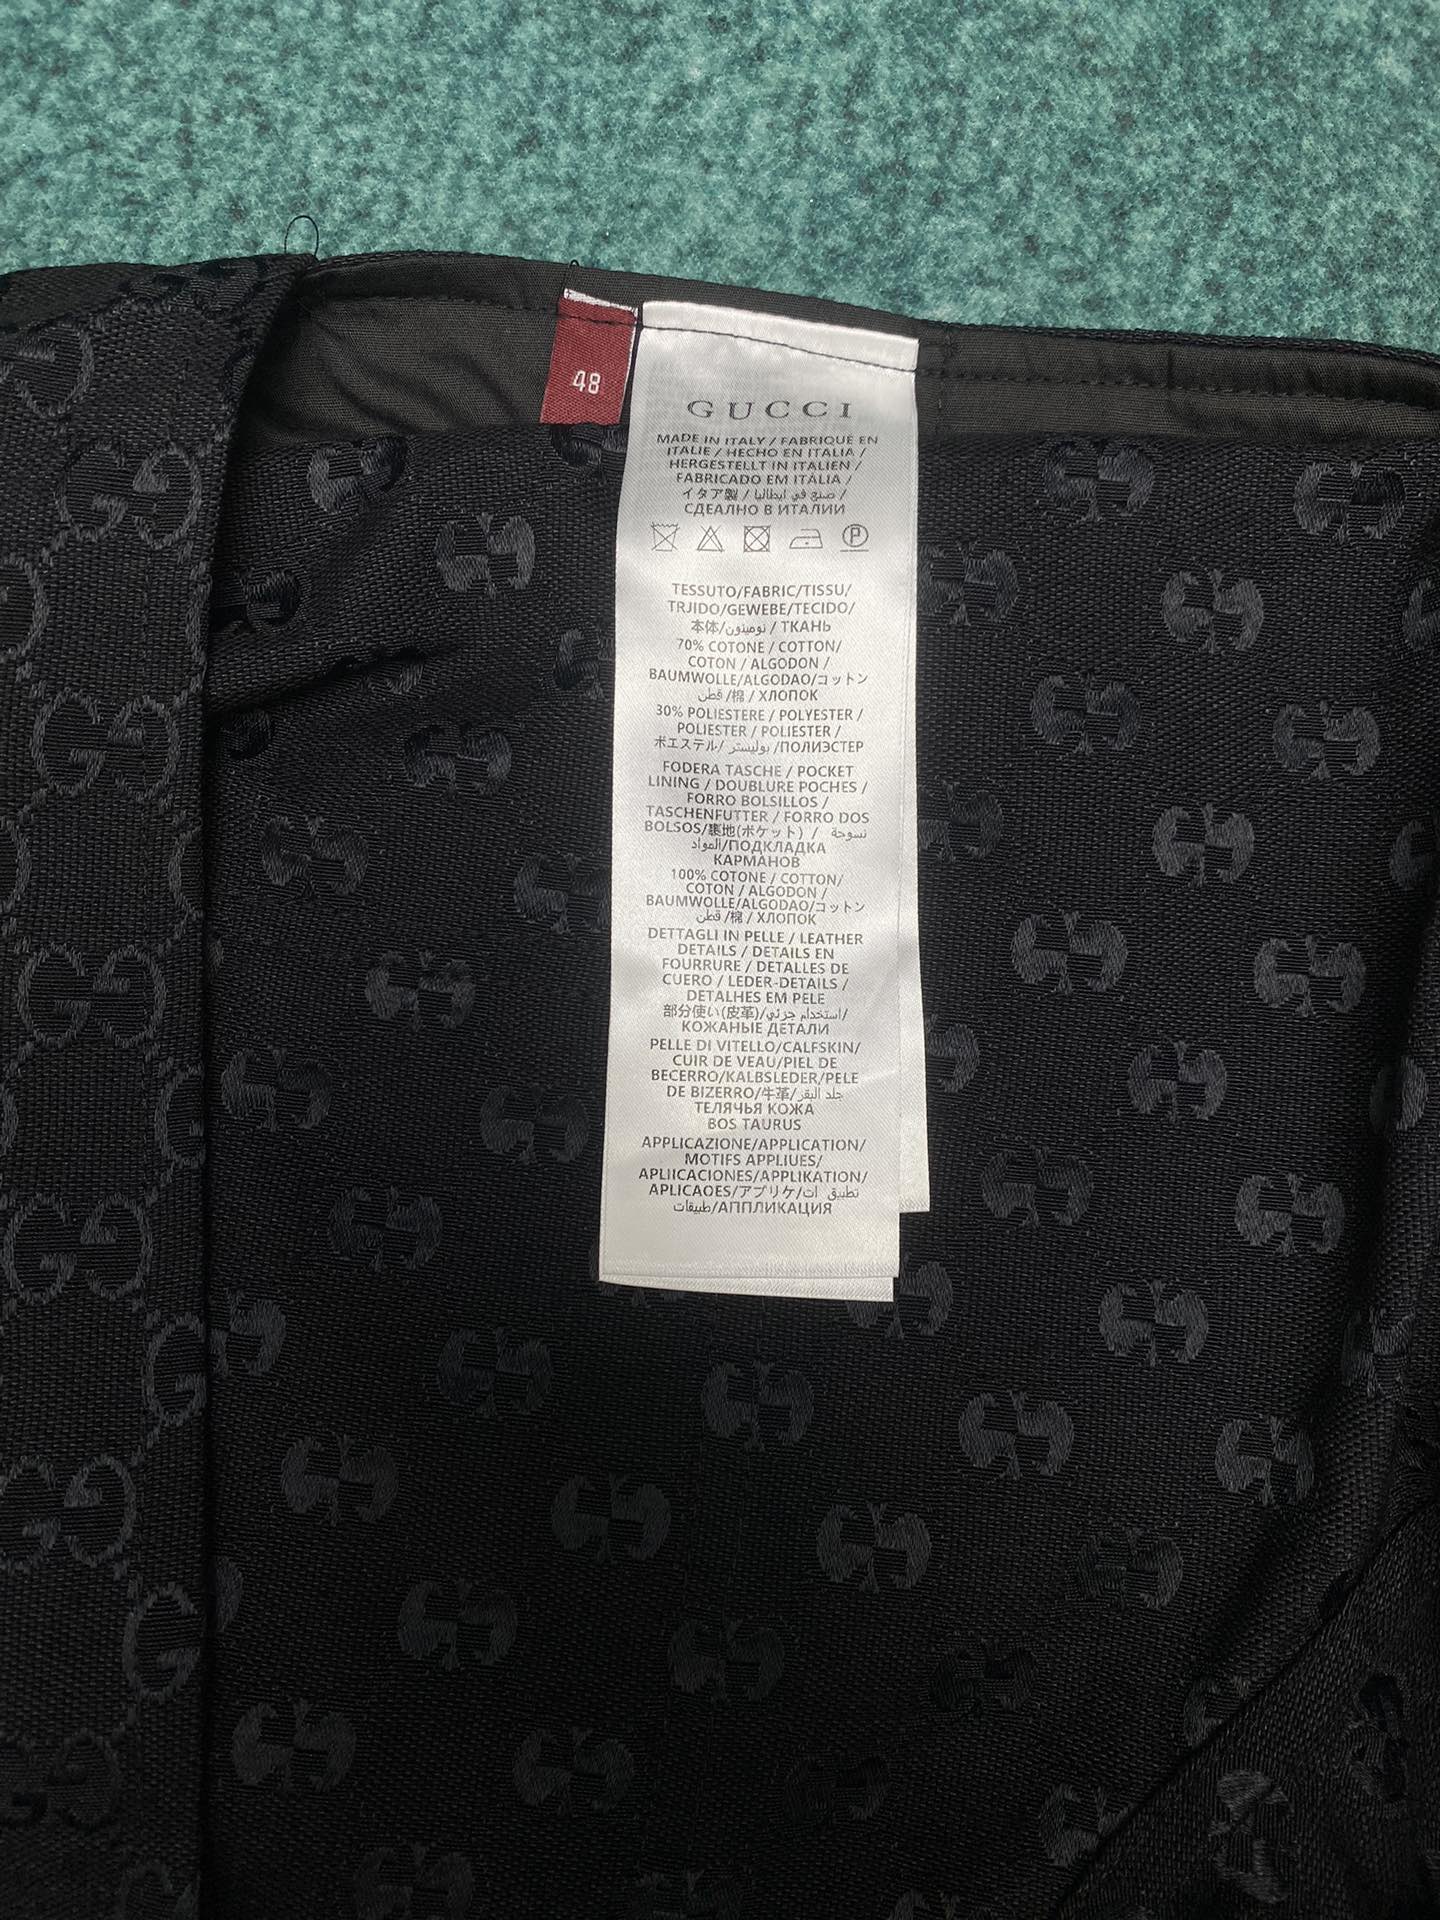 48
GUCCI
MADE IN ITALY / FABRIQUÉ EN
ITALIE / HECHO EN ITALIA /
HERGESTELLT IN ITALIEN /
FABRICADO EM ITÁLIA /
イタア製 / صنع في ايطاليا /
СДЕАЛНО В ИТАЛИИ
P
TESSUTO/FABRIC/TISSU/
TRJIDO/GEWEBE/TECIDO/
本体/نومينون / ТКАНЬ
70% COTONE / COTTON/
COTON / ALGODON /
BAUMWOLLE/ALGODAO/コットン
قطن /棉 / ХЛОПОК
30% POLIESTERE / POLYESTER /
POLIESTER / POLIESTER /
ボエステル/ بوليستر /ПОЛИЭСТЕР
FODERA TASCHE / POCKET
LINING / DOUBLURE POCHES /
FORRO BOLSILLOS /
TASCHENFUTTER / FORRO DOS
BOLSOS/裏地(ポケット) / نسوجة
المواد/ПОДКЛАДКА
КАРМАНОВ
100% COTONE / COTTON/
COTON / ALGODON /
BAUMWOLLE/ALGODAO/コットン
قطن /棉 / ХЛОПОК
DETTAGLI IN PELLE / LEATHER
DETAILS / DETAILS EN
FOURRURE / DETALLES DE
CUERO / LEDER-DETAILS /
DETALHES EM PELE
部分使い(皮革)/استخدام جزئي/
КОЖАНЫЕ ДЕТАЛИ
PELLE DI VITELLO/CALFSKIN/
CUIR DE VEAU/PIEL DE
BECERRO/KALBSLEDER/PELE
DE BIZERRO/牛革/جلد البقر
ТЕЛЯЧЬЯ КОЖА
BOS TAURUS
APPLICAZIONE/APPLICATION/
MOTIFS APPLIUES/
APLIICACIONES/APPLIKATION/
APLICAOES/アプリケ/تطبيق ات
طبيقات/АППЛИКАЦИЯ